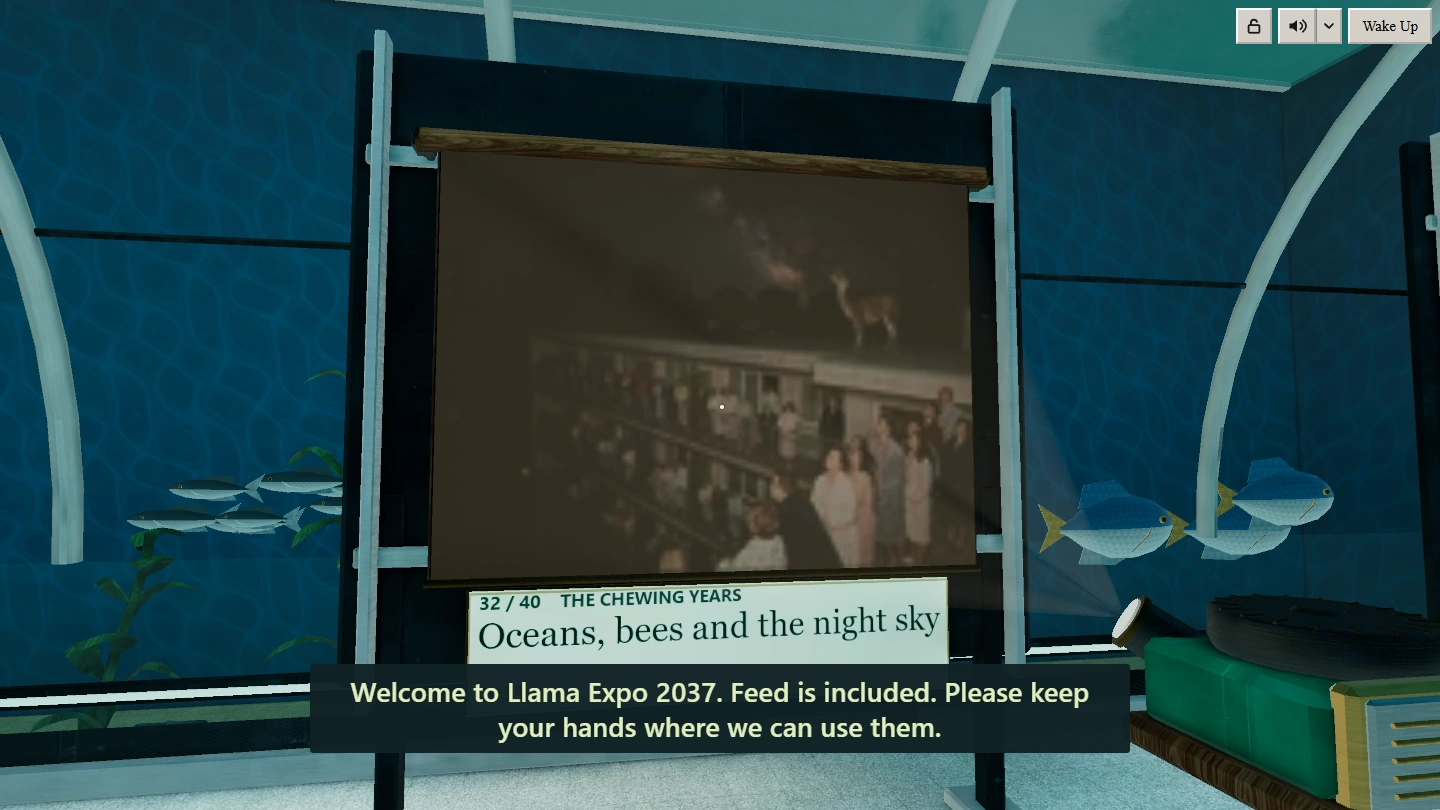 Wake Up
32 / 40 THE CHEWING YEARS
Oceans, bees and the night sky
Welcome to Llama Expo 2037. Feed is included. Please keep
your hands where we can use them.